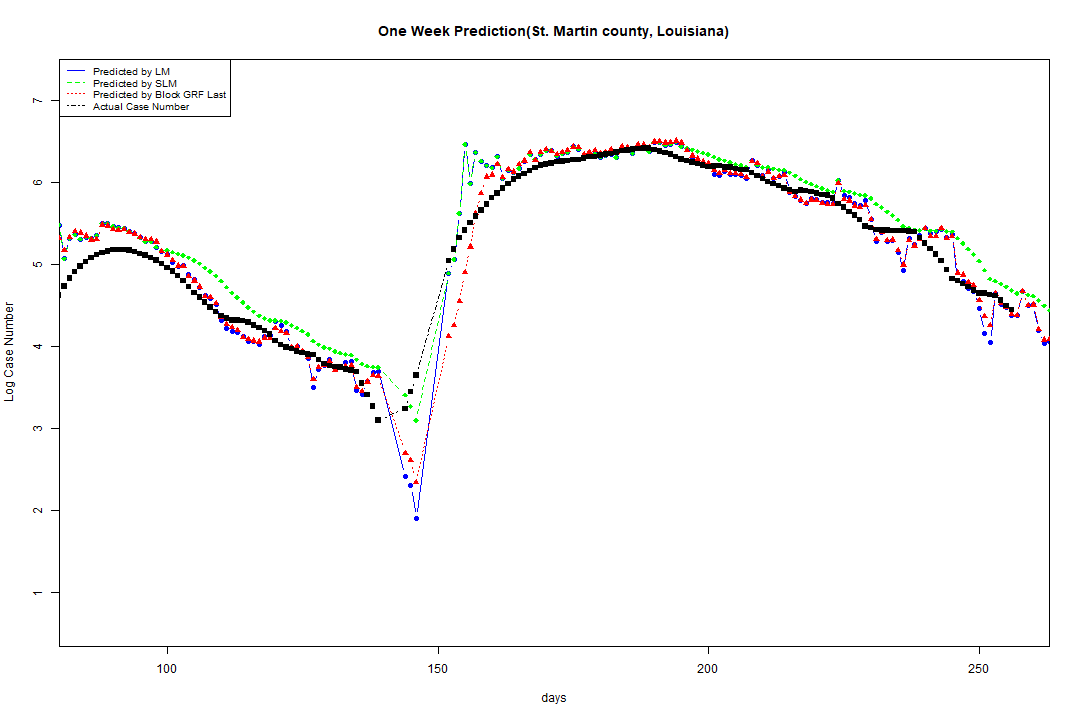 One Week Prediction(St. Martin county, Louisiana)
Predicted by LM
Predicted by SLM
Predicted by Block GRF Last
Actual Case Number
7
6
5
4
3
2
1
Log Case Number
100
150
200
250
days